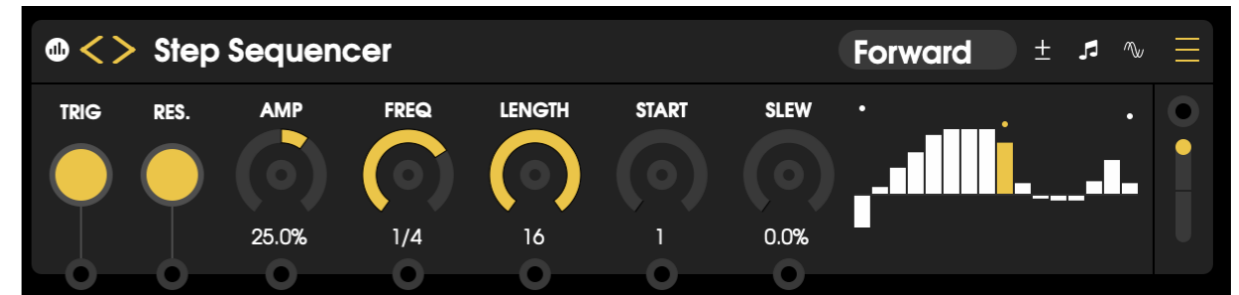 Step Sequencer Forward
TRIG RES. AMP FREQ LENGTH START SLEW
25.0% 1/4 16 1 0.0%